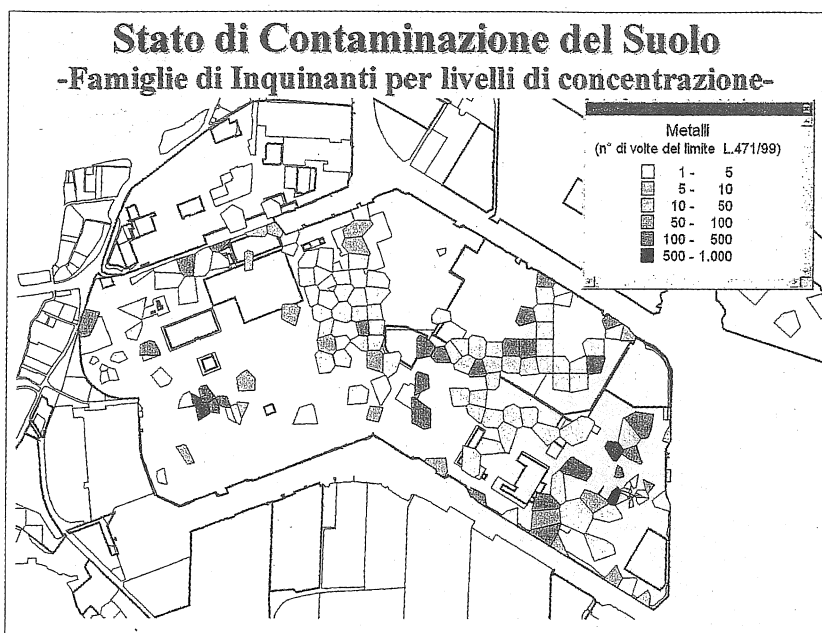 Stato di Contaminazione del Suolo
-Famiglie di Inquinanti per livelli di concentrazione-
Metalli
(n° di volte del limite L.471/99)
1 - 5
5 - 10
10 - 50
50 - 100
100 - 500
500 - 1.000